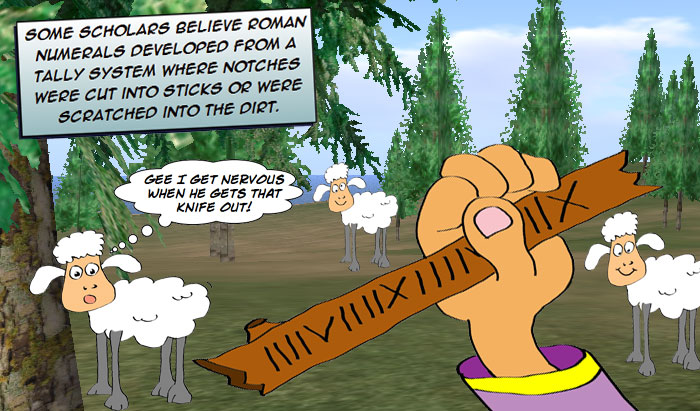 SOME SCHOLARS BELIEVE ROMAN
NUMERALS DEVELOPED FROM A
TALLY SYSTEM WHERE NOTCHES
WERE CUT INTO STICKS OR WERE
SCRATCHED INTO THE DIRT.
GEE I GET NERVOUS
WHEN HE GETS THAT
KNIFE OUT!
IIIIVIIIIXIIII IIX